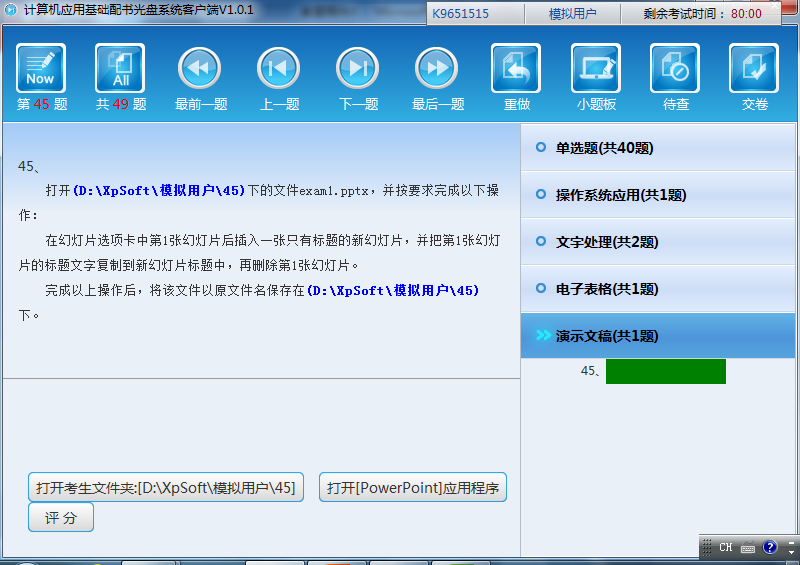 计算机应用基础配书光盘系统客户端V1.0.1
K9651515 模拟用户 剩余考试时间：80:00
Now All
第 45 题 共 49 题 最前一题 上一题 下一题 最后一题 重做 小题板 待查 交卷
45、
打开(D:\XpSoft\模拟用户\45)下的文件exam1.pptx，并按要求完成以下操
作：
在幻灯片选项卡中第1张幻灯片后插入一张只有标题的新幻灯片，并把第1张幻灯
片的标题文字复制到新幻灯片标题中，再删除第1张幻灯片。
完成以上操作后，将该文件以原文件名保存在(D:\XpSoft\模拟用户\45)
下。
单选题(共40题)
操作系统应用(共1题)
文字处理(共2题)
电子表格(共1题)
演示文稿(共1题)
45、
打开考生文件夹:[D:\XpSoft\模拟用户\45] 打开[PowerPoint]应用程序
评 分
CH